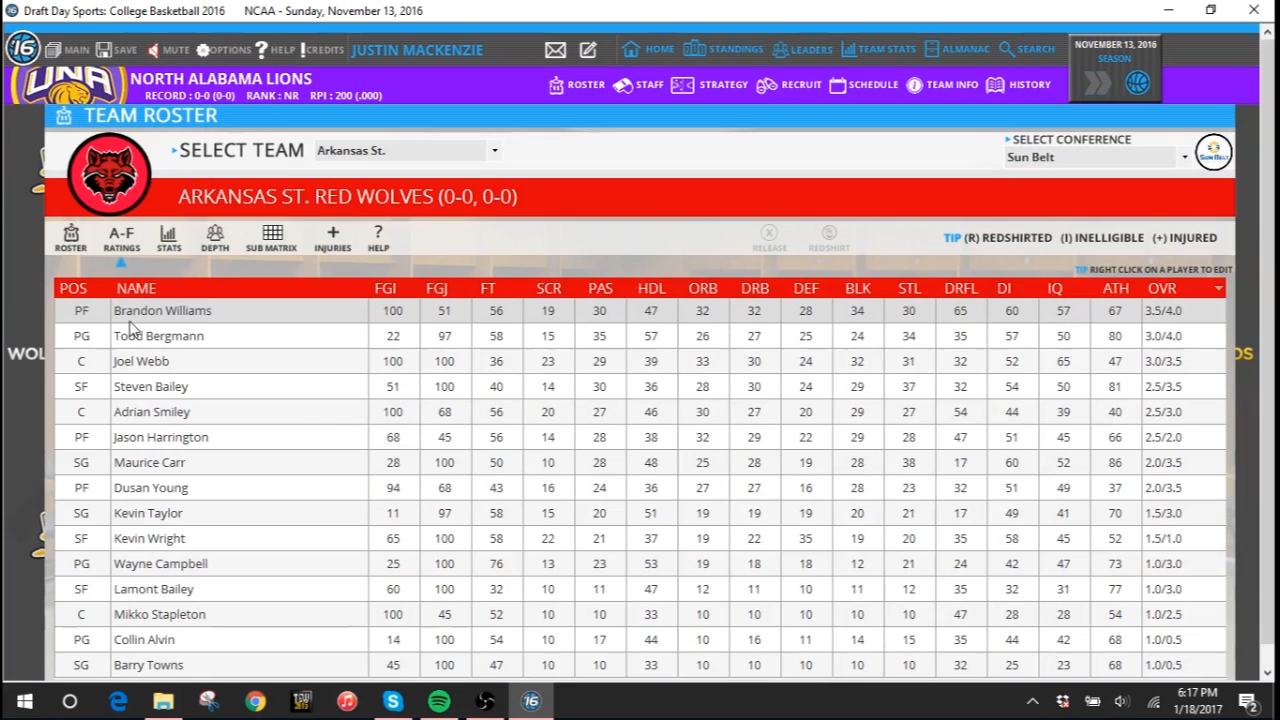 Draft Day Sports: College Basketball 2016 NCAA - Sunday, November 13, 2016
16 MAIN SAVE MUTE OPTIONS ? HELP !CREDITS JUSTIN MACKENZIE HOME STANDINGS LEADERS TEAM STATS ALMANAC SEARCH NOVEMBER 13, 2016
SEASON
UNA NORTH ALABAMA LIONS
RECORD : 0-0 (0-0) RANK : NR RPI : 200 (.000)
ROSTER STAFF STRATEGY RECRUIT SCHEDULE TEAM INFO HISTORY
TEAM ROSTER
SELECT TEAM Arkansas St. SELECT CONFERENCE
Sun Belt SUN BELT
ARKANSAS ST. RED WOLVES (0-0, 0-0)
ROSTER A-F RATINGS STATS DEPTH SUB MATRIX INJURIES ? HELP RELEASE REDSHIRT TIP (R) REDSHIRTED (I) INELIGIBLE (+) INJURED
TIP RIGHT CLICK ON A PLAYER TO EDIT
POS NAME FGI FGJ FT SCR PAS HDL ORB DRB DEF BLK STL DRFL DI IQ ATH OVR
PF Brandon Williams 100 51 56 19 30 47 32 32 28 34 30 65 60 57 67 3.5/4.0
PG Todd Bergmann 22 97 58 15 35 57 26 27 25 24 34 35 57 50 80 3.0/4.0
C Joel Webb 100 100 36 23 29 39 33 30 24 32 31 32 52 65 47 3.0/3.5
SF Steven Bailey 51 100 40 14 30 36 28 30 24 29 37 32 54 50 81 2.5/3.5
C Adrian Smiley 100 68 56 20 27 46 30 27 20 29 27 54 44 39 40 2.5/3.0
PF Jason Harrington 68 45 56 14 28 38 32 29 22 29 28 47 51 45 66 2.5/2.0
SG Maurice Carr 28 100 50 10 28 48 25 28 19 28 38 17 60 52 86 2.0/3.5
PF Dusan Young 94 68 43 16 24 36 27 27 16 28 23 32 51 49 37 2.0/3.5
SG Kevin Taylor 11 97 58 15 20 51 19 19 19 20 20 17 49 41 70 1.5/3.0
SF Kevin Wright 65 100 58 22 21 37 19 22 35 19 20 35 58 45 52 1.5/1.0
PG Wayne Campbell 25 100 76 13 23 53 19 18 18 12 21 24 42 47 73 1.0/3.0
SF Lamont Bailey 60 100 32 10 11 47 12 11 10 11 12 35 32 31 77 1.0/3.0
C Mikko Stapleton 100 45 52 10 10 33 10 10 10 10 10 47 28 28 54 1.0/2.5
PG Collin Alvin 14 100 54 10 17 44 10 16 11 14 15 35 44 42 68 1.0/0.5
SG Barry Towns 45 100 47 10 10 33 10 10 10 10 10 32 25 23 68 1.0/0.5
WOL
DS
6:17 PM
1/18/2017
16
2